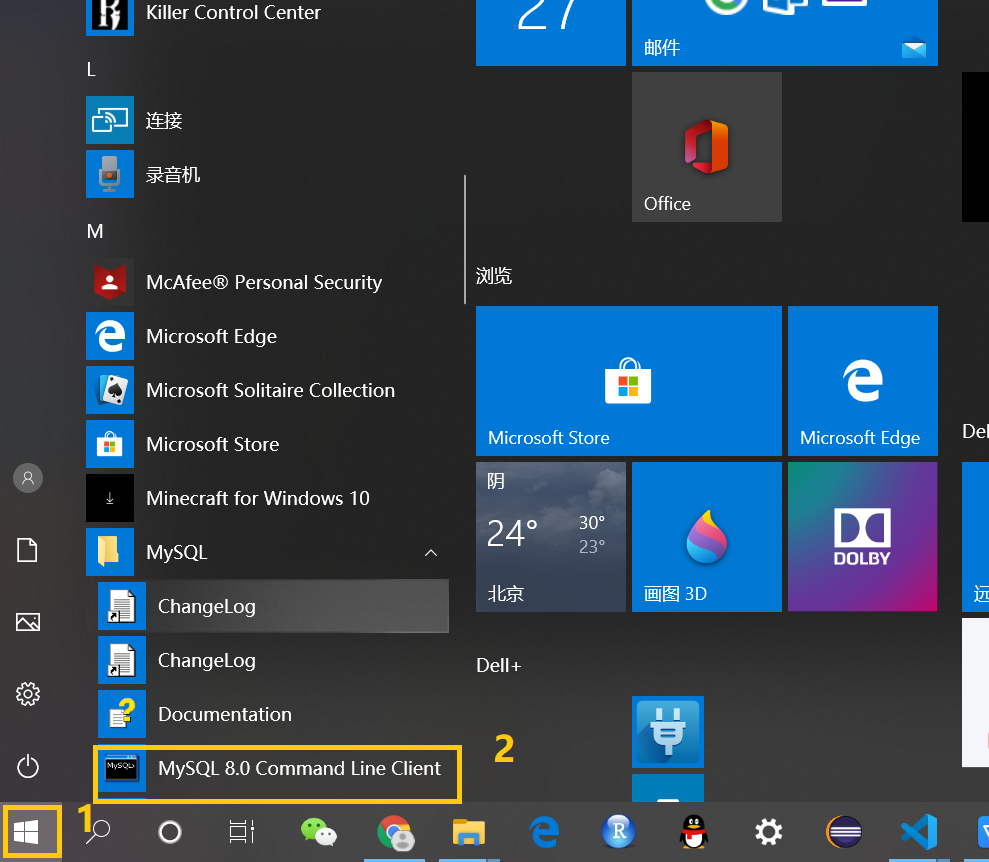 Killer Control Center
L
连接
录音机
M
McAfee® Personal Security
Microsoft Edge
Microsoft Solitaire Collection
Microsoft Store
Minecraft for Windows 10
MySQL
ChangeLog
ChangeLog
Documentation
MySQL>
MySQL 8.0 Command Line Client
1
2
27
邮件
Office
浏览
Microsoft Store
Microsoft Edge
阴
24°
30°
23°
北京
画图 3D
DOLBY
Dell+
Del
远
R